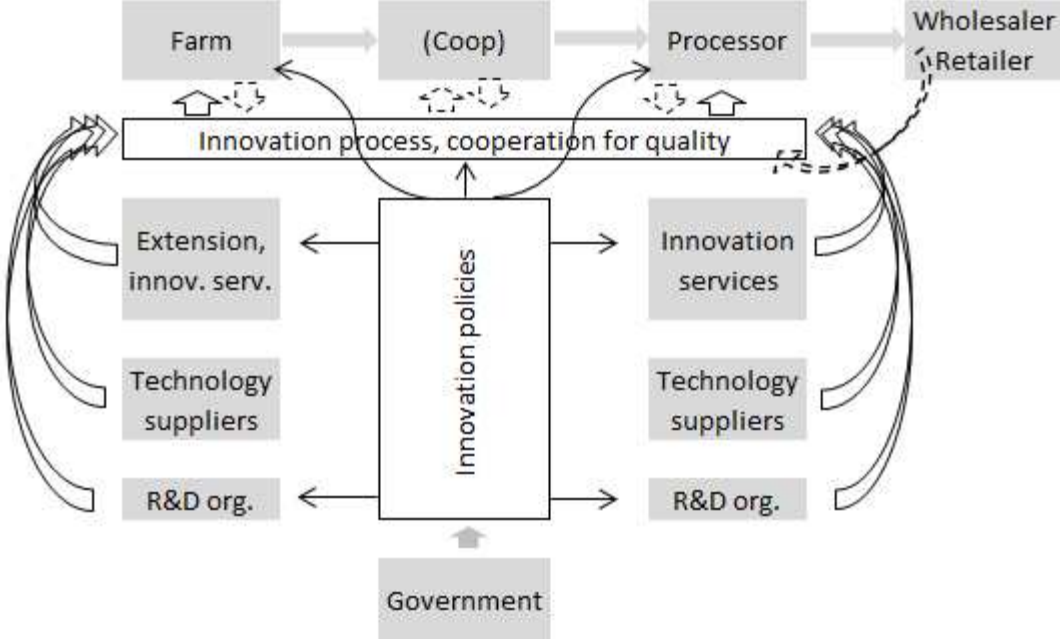 Farm
(Coop)
Processor
Wholesaler
Retailer
Innovation process, cooperation for quality
Extension,
innov. serv.
Innovation policies
Innovation
services
Technology
suppliers
Technology
suppliers
R&D org.
R&D org.
Government